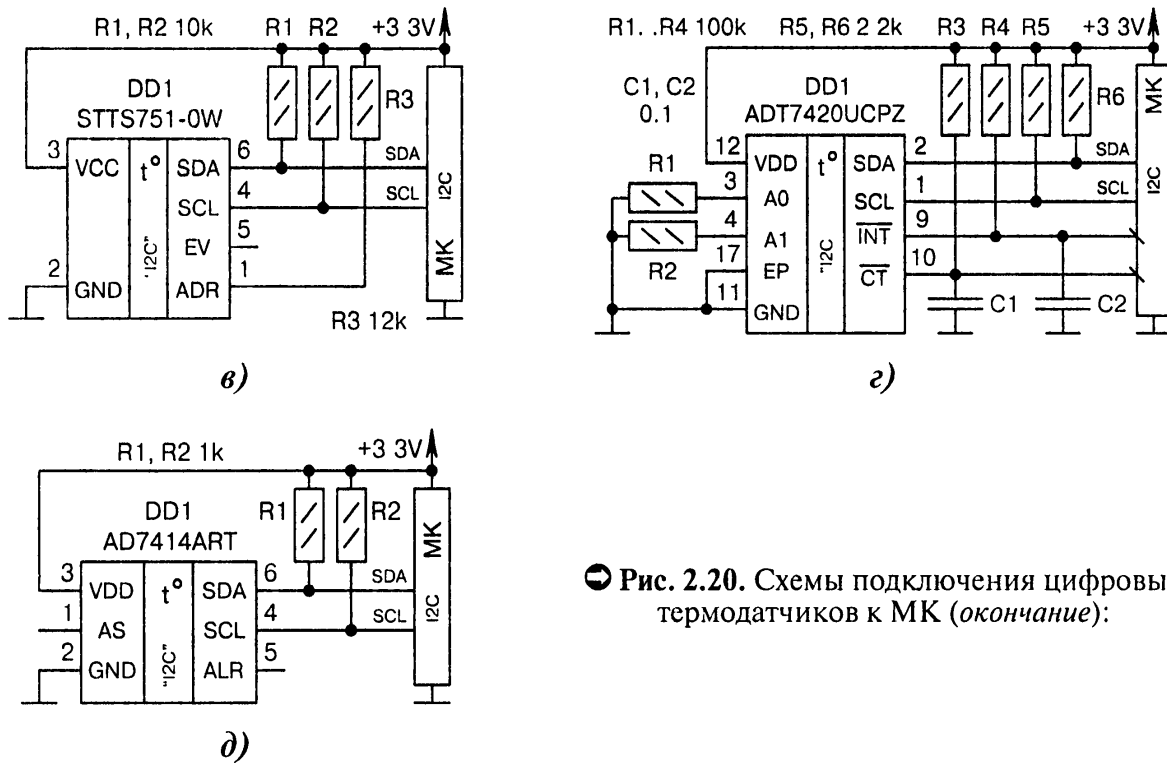 R1, R2 10k R1 R2 +3 3V
DD1
STTS751-0W
R3
3 VCC t° SDA 6 SDA
SCL 4 SCL I2C
EV 5
2 GND "I2C" ADR 1 MK
R3 12k
в)
R1. .R4 100k R5, R6 2 2k R3 R4 R5 +3 3V
C1, C2
0.1
DD1
ADT7420UCPZ
R6 MK
12 VDD t° SDA 2 SDA
R1 3 A0 SCL 1 SCL I2C
4 A1 INT 9
R2 17 EP "I2C CT 10
11 GND C1 C2
г)
R1, R2 1k +3 3V
DD1
AD7414ART
R1 R2 MK
3 VDD t° SDA 6 SDA
1 AS SCL 4 SCL I2C
2 GND "I2C" ALR 5
д)
Рис. 2.20. Схемы подключения цифровы
термодатчиков к МК (окончание):